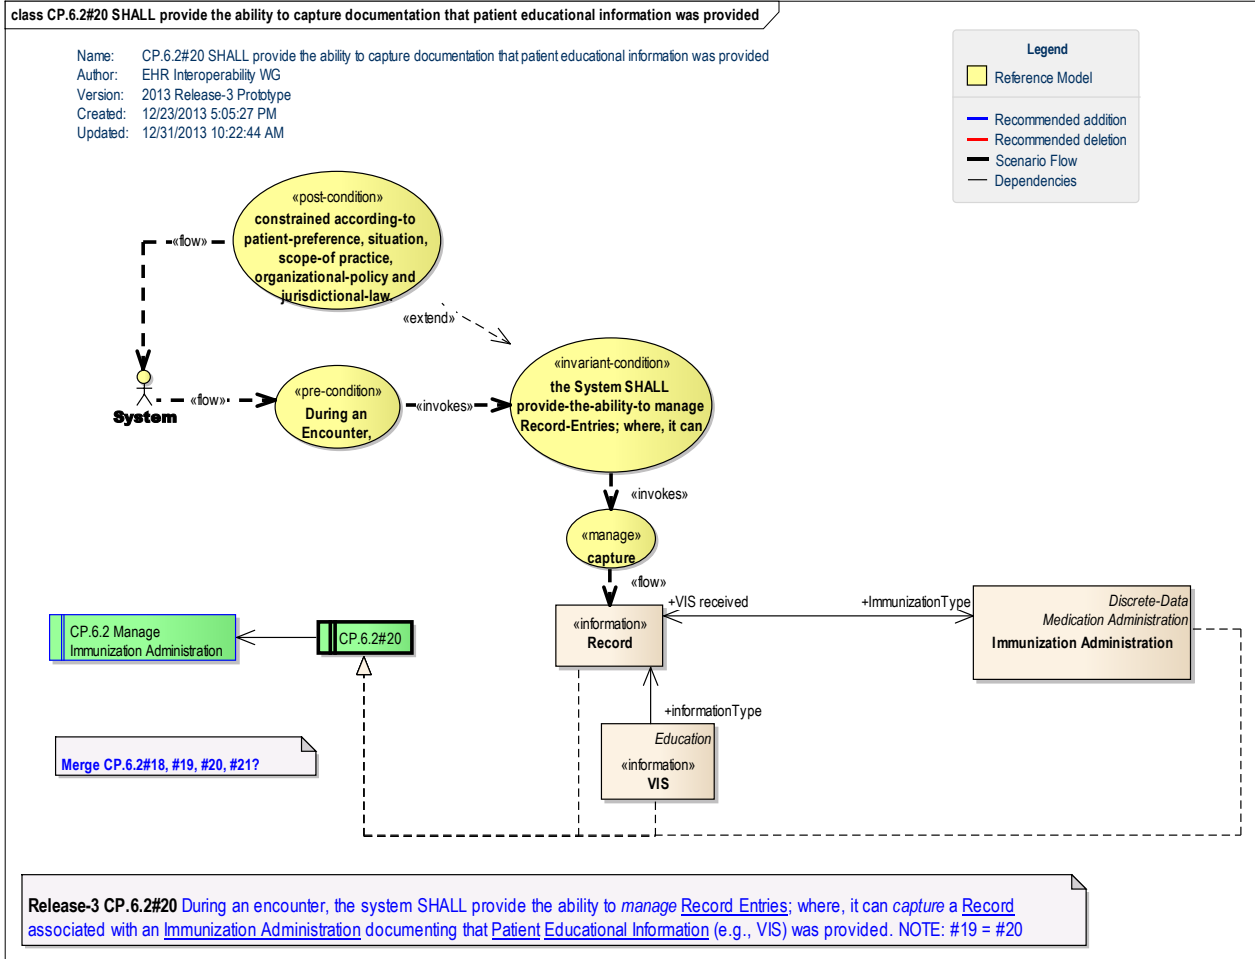 class CP.6.2#20 SHALL provide the ability to capture documentation that patient educational information was provided
Name: CP.6.2#20 SHALL provide the ability to capture documentation that patient educational information was provided
Author: EHR Interoperability WG
Version: 2013 Release-3 Prototype
Created: 12/23/2013 5:05:27 PM
Updated: 12/31/2013 10:22:44 AM
Legend
Reference Model
Recommended addition
Recommended deletion
Scenario Flow
Dependencies
«post-condition»
constrained according-to
patient-preference, situation,
scope-of practice,
organizational-policy and
jurisdictional-law.
«flow»
«extend»
«invariant-condition»
the System SHALL
provide-the-ability-to manage
Record-Entries; where, it can
«pre-condition»
During an
Encounter,
«flow»
«invokes»
System
«invokes»
«manage»
capture
«flow»
+VIS received
+ImmunizationType
«information»
Record
Discrete-Data
Medication Administration
Immunization Administration
CP.6.2 Manage
Immunization Administration
CP.6.2#20
+informationType
Education
«information»
VIS
Merge CP.6.2#18, #19, #20, #21?
Release-3 CP.6.2#20 During an encounter, the system SHALL provide the ability to manage Record Entries; where, it can capture a Record
associated with an Immunization Administration documenting that Patient Educational Information (e.g., VIS) was provided. NOTE: #19 = #20